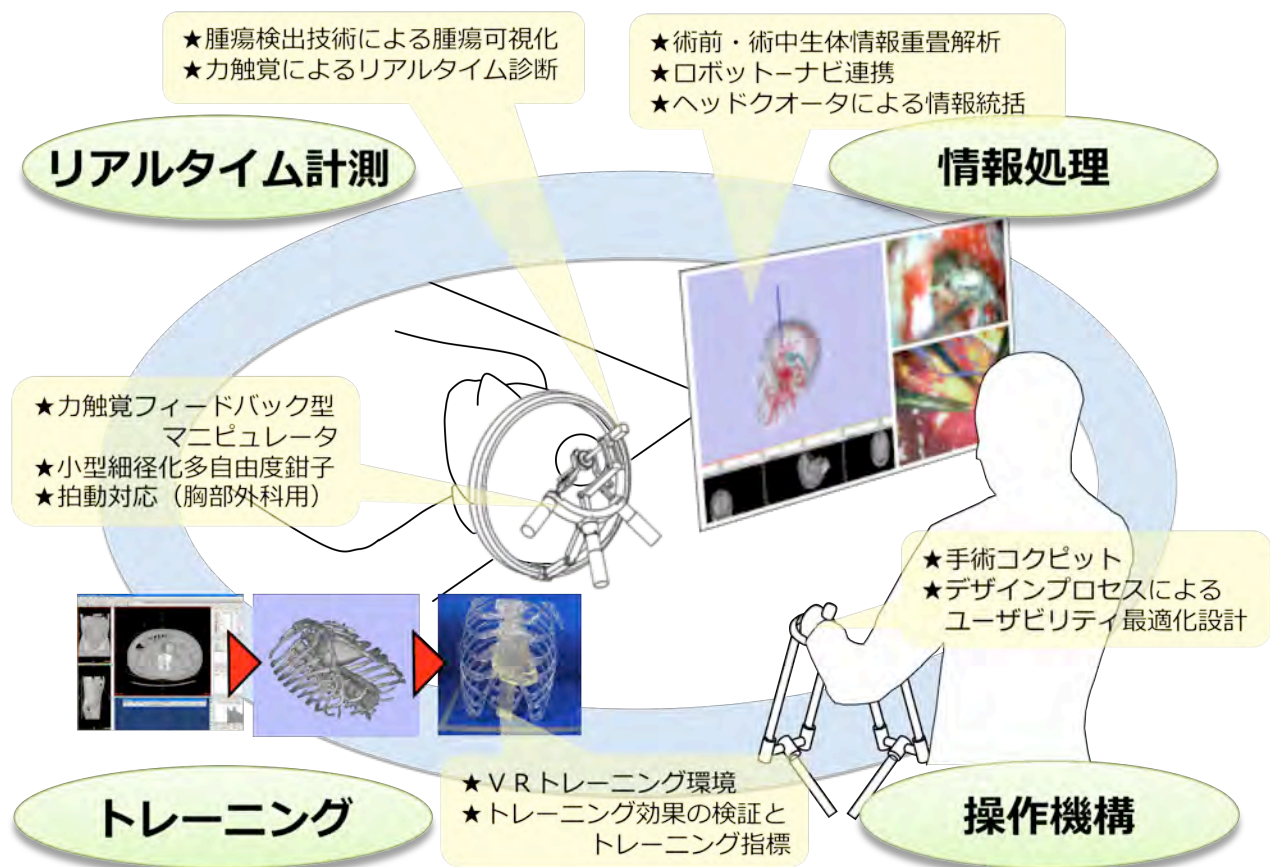 ★腫瘍検出技術による腫瘍可視化
★力触覚によるリアルタイム診断
★術前・術中生体情報重畳解析
★ロボットーナビ連携
★ヘッドクオータによる情報統括
リアルタイム計測
情報処理
★力触覚フィードバック型
マニピュレータ
★小型細径化多自由度鉗子
★拍動対応（胸部外科用）
★手術コクピット
★デザインプロセスによる
ユーザビリティ最適化設計
トレーニング
★ＶＲトレーニング環境
★トレーニング効果の検証と
トレーニング指標
操作機構